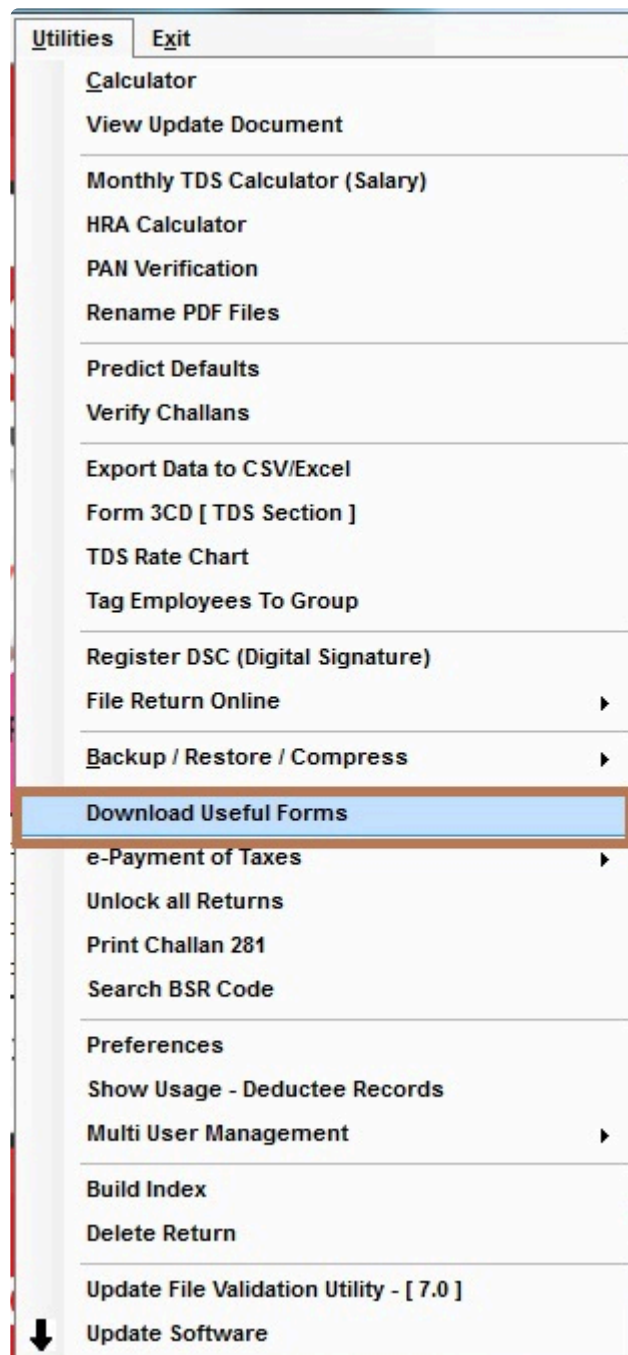 Utilities Exit
Calculator
View Update Document
Monthly TDS Calculator (Salary)
HRA Calculator
PAN Verification
Rename PDF Files
Predict Defaults
Verify Challans
Export Data to CSV/Excel
Form 3CD [ TDS Section ]
TDS Rate Chart
Tag Employees To Group
Register DSC (Digital Signature)
File Return Online
Backup / Restore / Compress
Download Useful Forms
e-Payment of Taxes
Unlock all Returns
Print Challan 281
Search BSR Code
Preferences
Show Usage - Deductee Records
Multi User Management
Build Index
Delete Return
Update File Validation Utility - [ 7.0 ]
Update Software